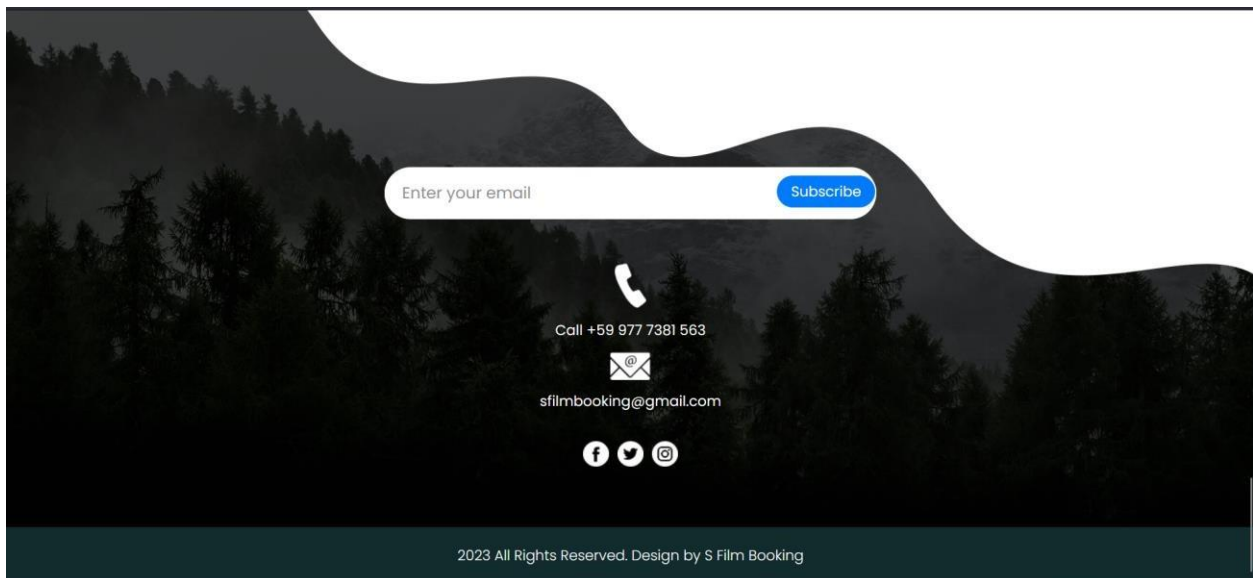 Enter your email
Subscribe
Call +59 977 7381 563
@
sfilmbooking@gmail.com
2023 All Rights Reserved. Design by S Film Booking